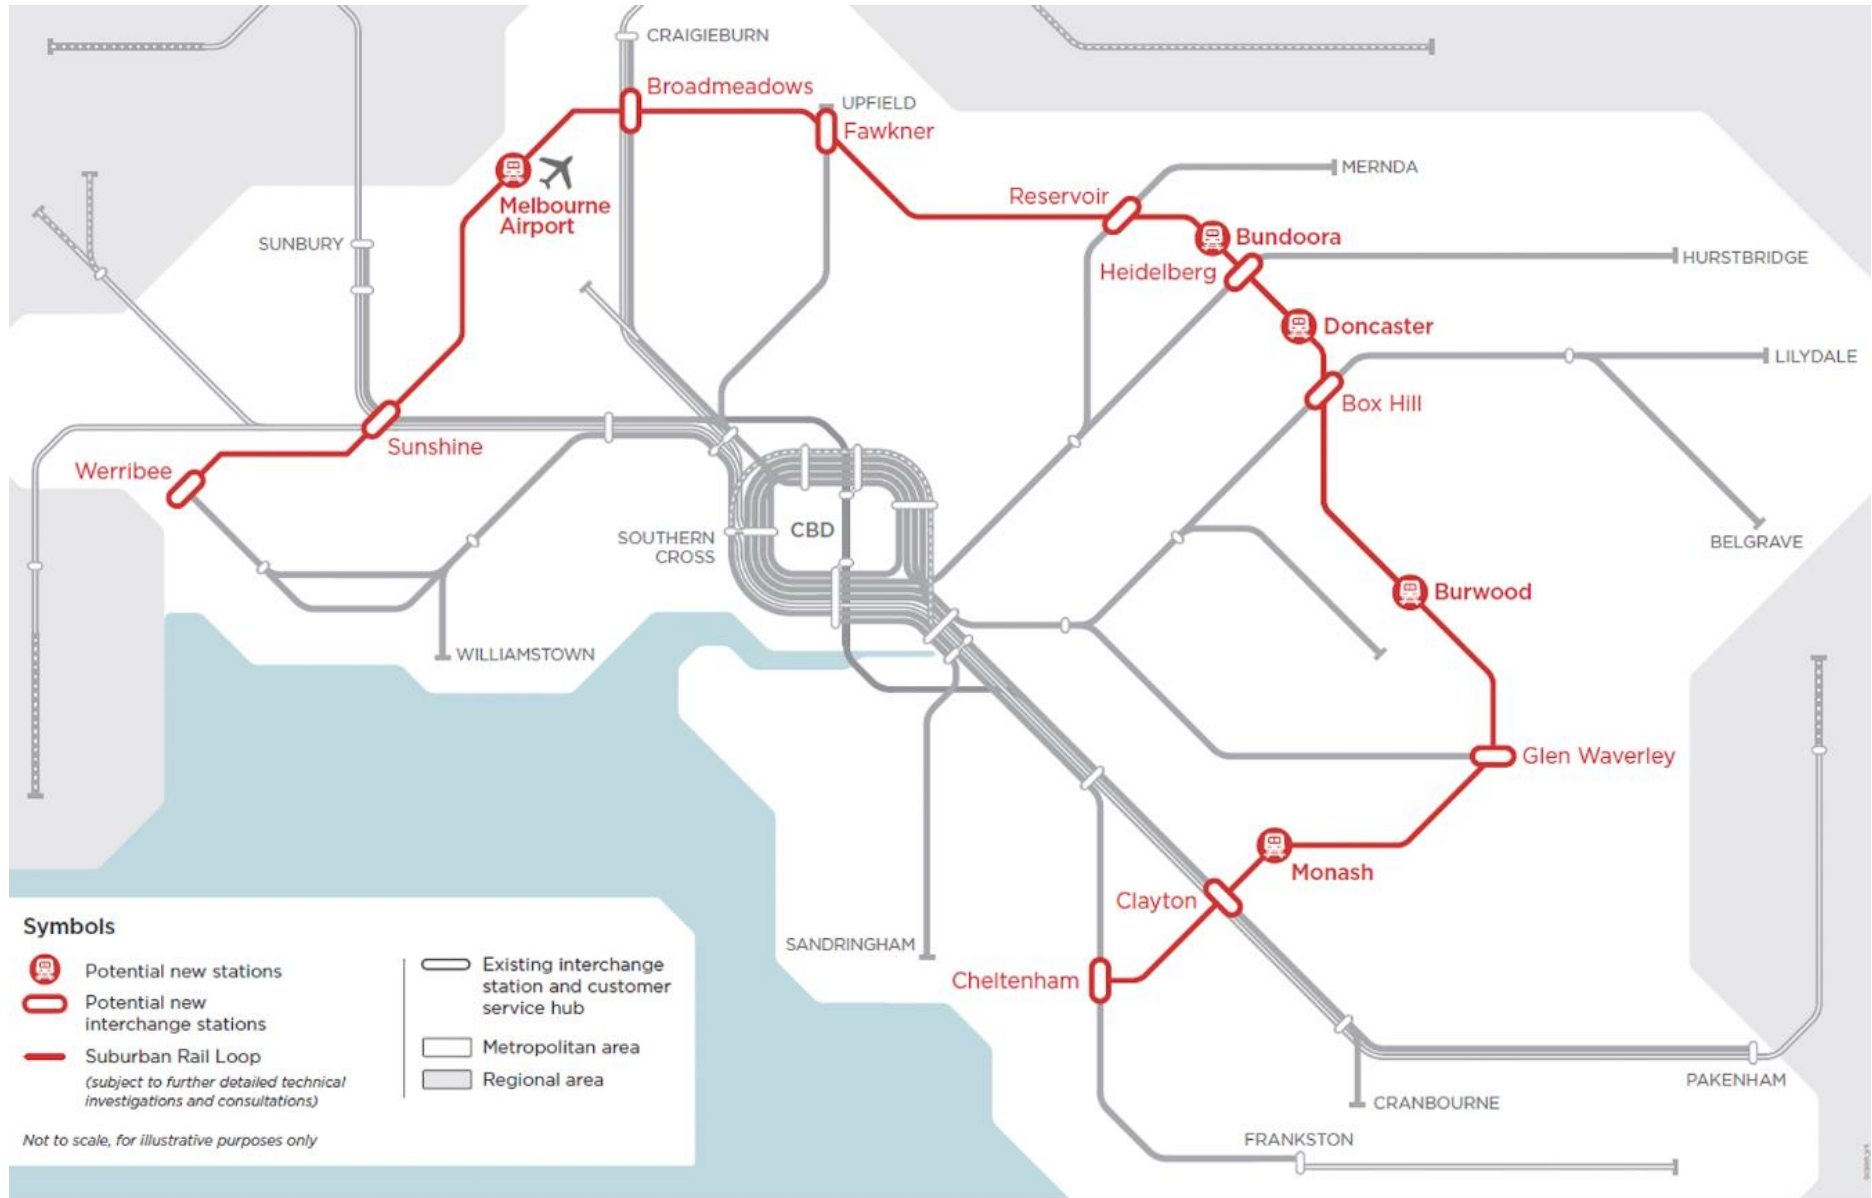 CRAIGIEBURN
Broadmeadows
UPFIELD
Fawkner
MERNDA
Reservoir
Melbourne
Airport
SUNBURY
Bundoora
HURSTBRIDGE
Heidelberg
Doncaster
LILYDALE
Box Hill
Sunshine
Werribee
SOUTHERN
CROSS
CBD
BELGRAVE
Burwood
WILLIAMSTOWN
Glen Waverley
Monash
Clayton
SANDRINGHAM
Cheltenham
PAKENHAM
CRANBOURNE
FRANKSTON
Symbols
Potential new stations
Potential new
interchange stations
Suburban Rail Loop
(subject to further detailed technical
investigations and consultations)
Not to scale, for illustrative purposes only
Existing interchange
station and customer
service hub
Metropolitan area
Regional area